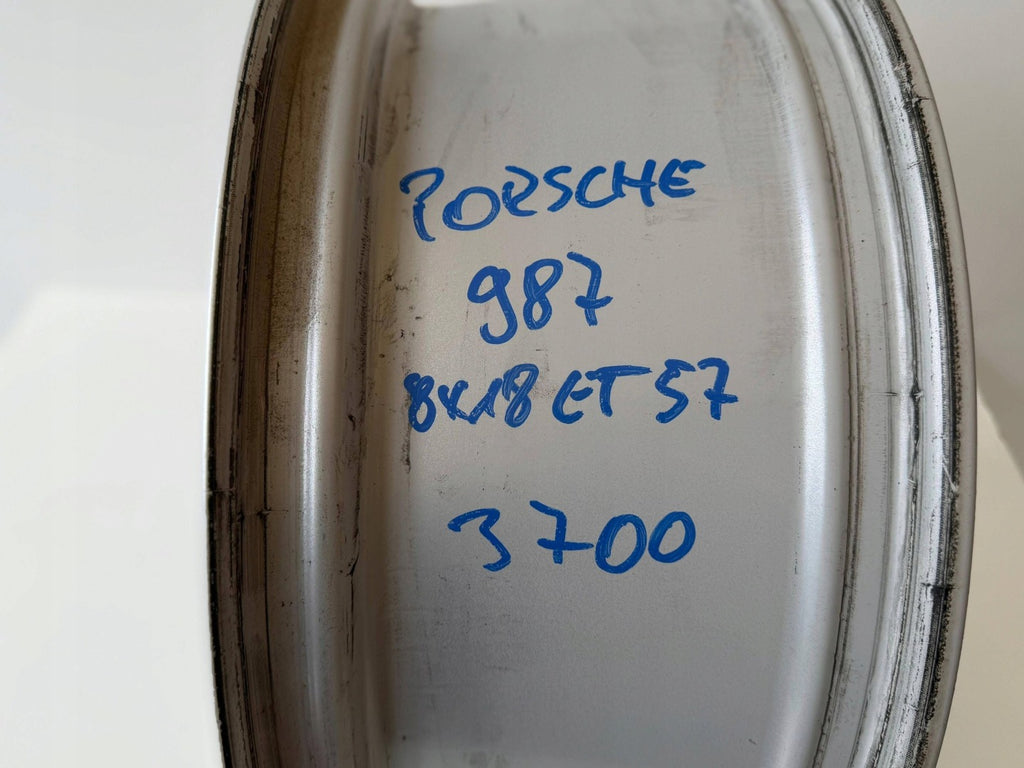 PORSCHE
987
8x18 ET 57
3700